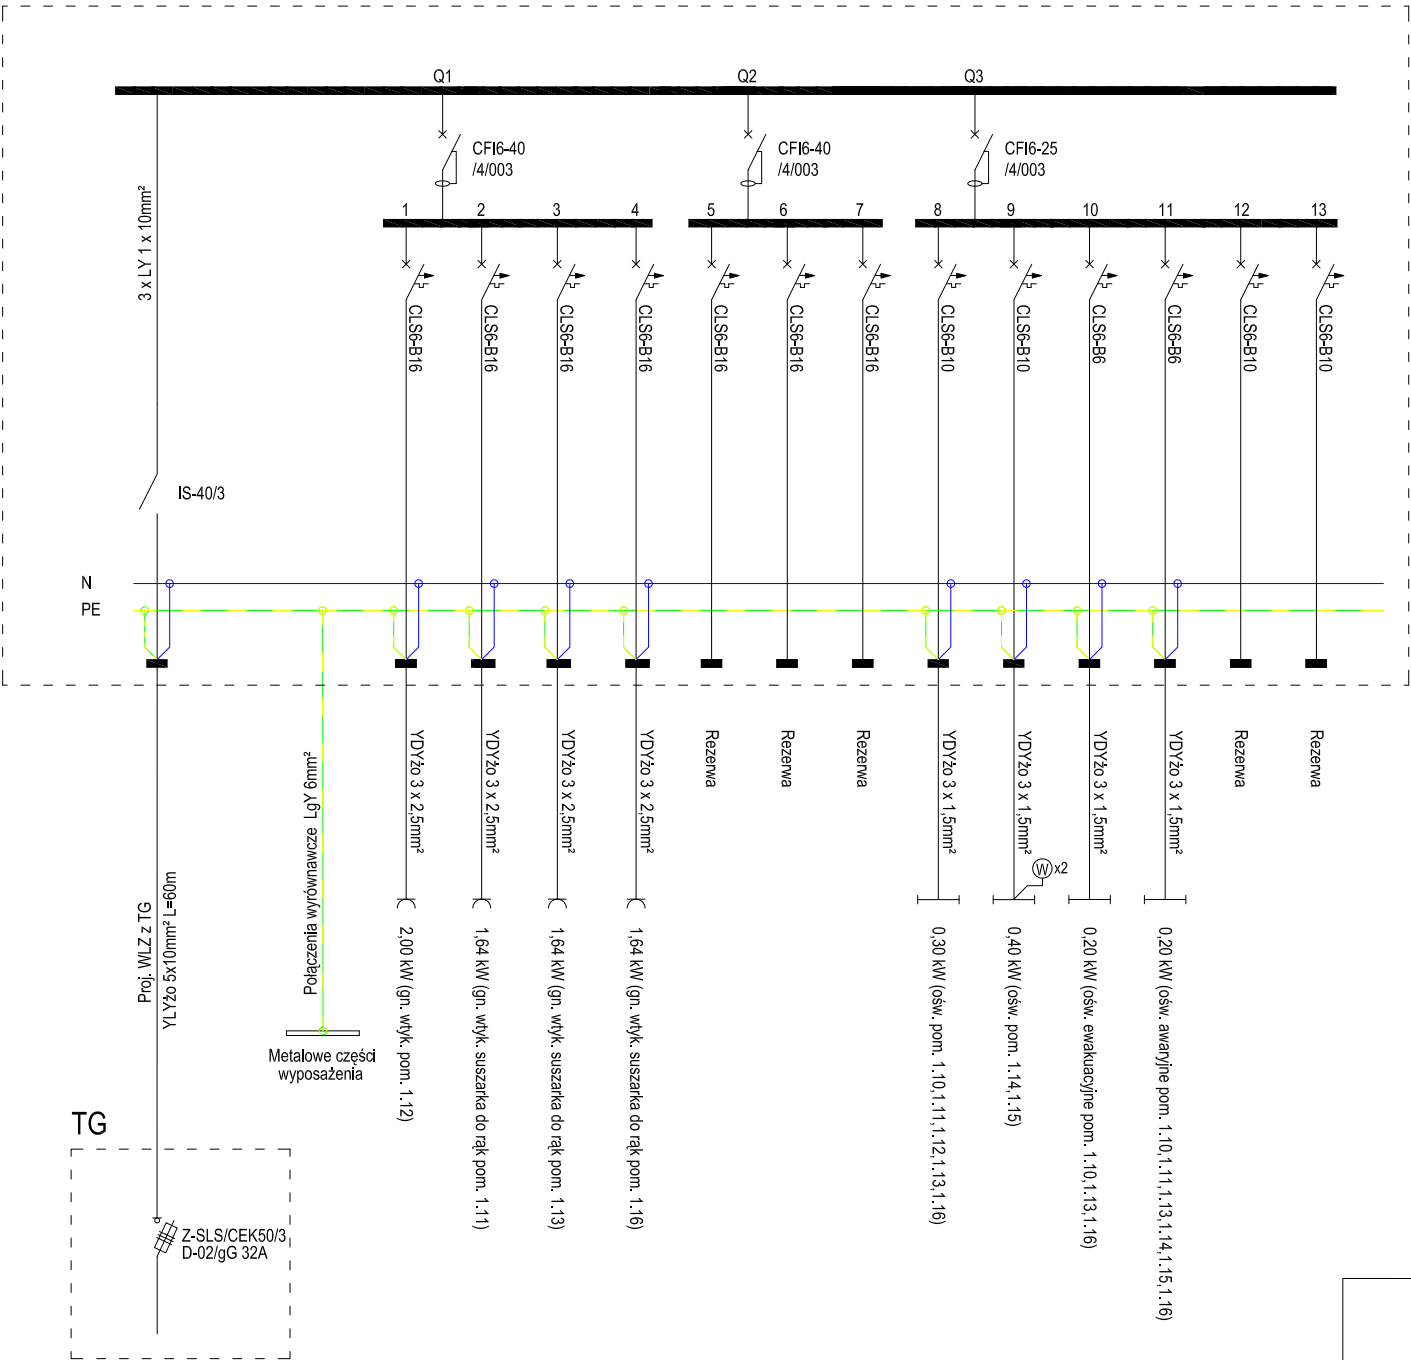 Q1
Q2
Q3
CFI6-40
/4/003
CFI6-40
/4/003
CFI6-25
/4/003
1
2
3
4
5
6
7
8
9
10
11
12
13
3 x LY 1 x 10mm²
CLS6-B16
CLS6-B16
CLS6-B16
CLS6-B16
CLS6-B16
CLS6-B16
CLS6-B16
CLS6-B10
CLS6-B10
CLS6-B6
CLS6-B6
CLS6-B10
CLS6-B10
IS-40/3
N
PE
YDYżo 3 x 2,5mm²
YDYżo 3 x 2,5mm²
YDYżo 3 x 2,5mm²
YDYżo 3 x 2,5mm²
Rezerwa
Rezerwa
Rezerwa
YDYżo 3 x 1,5mm²
YDYżo 3 x 1,5mm²
YDYżo 3 x 1,5mm²
YDYżo 3 x 1,5mm²
Rezerwa
Rezerwa
W x2
Proj. WLZ z TG
YLYżo 5x10mm² L=60m
Połączenia wyrównawcze LgY 6mm²
Metalowe części
wyposażenia
2,00 kW (gn. wtyk. pom. 1.12)
1,64 kW (gn. wtyk. suszarka do rąk pom. 1.11)
1,64 kW (gn. wtyk. suszarka do rąk pom. 1.13)
1,64 kW (gn. wtyk. suszarka do rąk pom. 1.16)
0,30 kW (ośw. pom. 1.10,1.11,1.12,1.13,1.16)
0,40 kW (ośw. pom. 1.14,1.15)
0,20 kW (ośw. ewakuacyjne pom. 1.10,1.13,1.16)
0,20 kW (ośw. awaryjne pom. 1.10,1.11,1.13,1.14,1.15,1.16)
TG
Z-SLS/CEK50/3
D-02/gG 32A